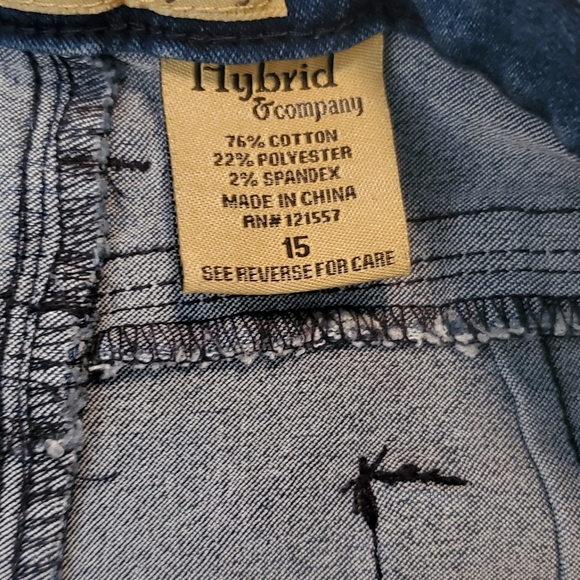 Hybrid
&company
76% COTTON
22% POLYESTER
2% SPANDEX
MADE IN CHINA
RN# 121557
15
SEE REVERSE FOR CARE